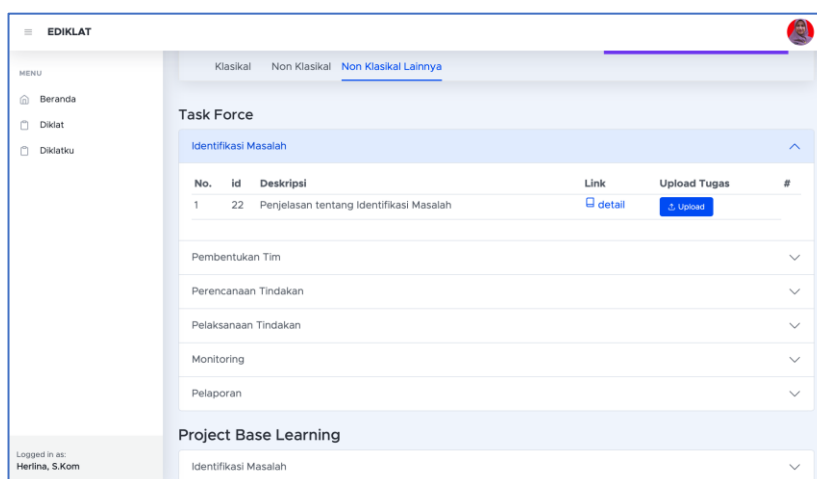 EDIKLAT
MENU
Beranda
Diklat
Diklatku
Klasikal Non Klasikal Non Klasikal Lainnya
Task Force
Identifikasi Masalah
No. id Deskripsi Link Upload Tugas #
1 22 Penjelasan tentang Identifikasi Masalah detail Upload
Pembentukan Tim
Perencanaan Tindakan
Pelaksanaan Tindakan
Monitoring
Pelaporan
Project Base Learning
Identifikasi Masalah
Logged in as:
Herlina, S.Kom